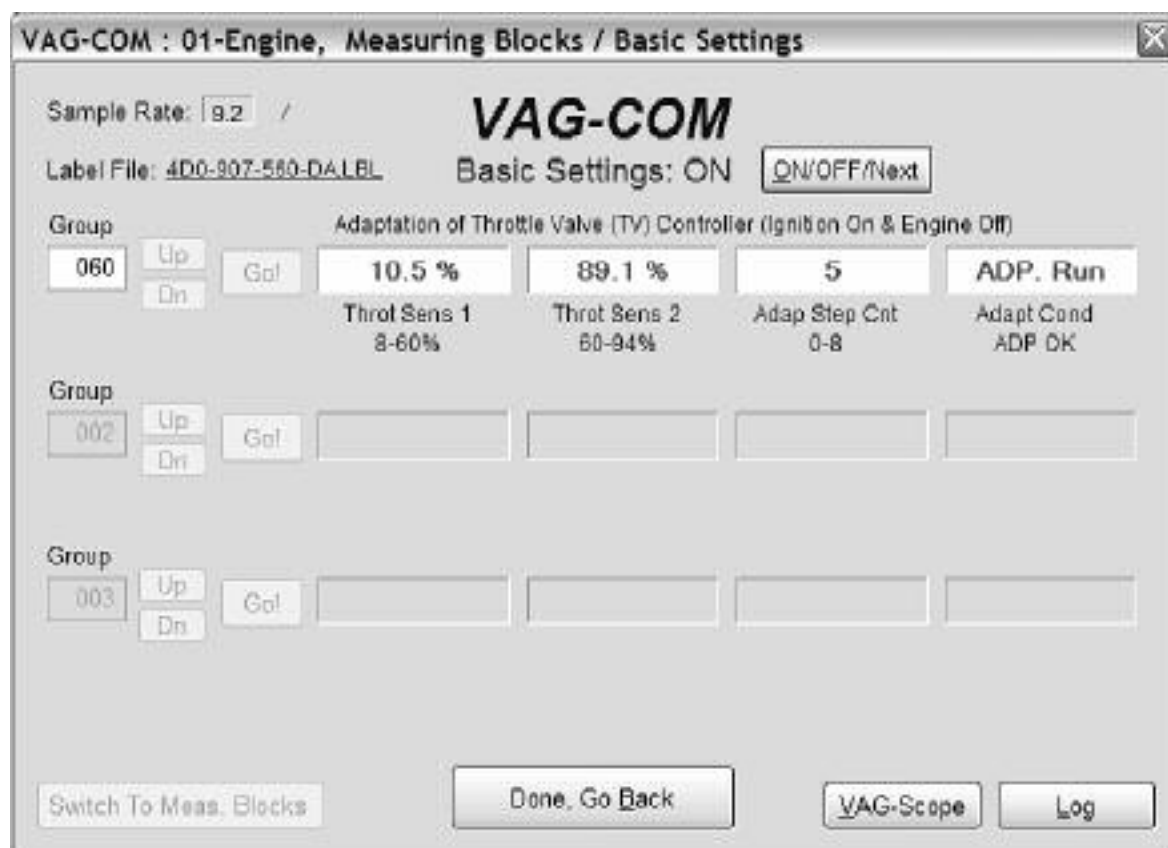 VAG-COM : 01-Engine, Measuring Blocks / Basic Settings
Sample Rate: 9.2 /
VAG-COM
Label File: 4D0-907-560-DA.LBL
Basic Settings: ON
ON/OFF/Next
Group
Adaptation of Throttle Valve (TV) Controller (Ignition On & Engine Off)
060
Up
Dn
Go!
10.5 %
89.1 %
5
ADP. Run
Throt Sens 1
8-60%
Throt Sens 2
60-94%
Adap Step Cnt
0-8
Adapt Cond
ADP OK
Group
002
Up
Dn
Go!
Group
003
Up
Dn
Go!
Switch To Meas. Blocks
Done, Go Back
VAG-Scope
Log